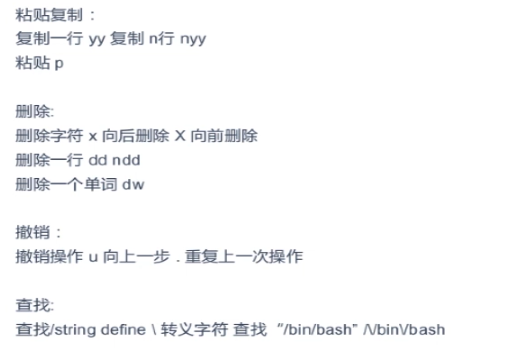 粘贴复制：
复制一行 yy 复制 n行 nyy
粘贴 p
删除:
删除字符 x 向后删除 X 向前删除
删除一行 dd ndd
删除一个单词 dw
撤销：
撤销操作 u 向上一步 . 重复上一次操作
查找:
查找/string define \ 转义字符 查找“/bin/bash” /\/bin\/bash